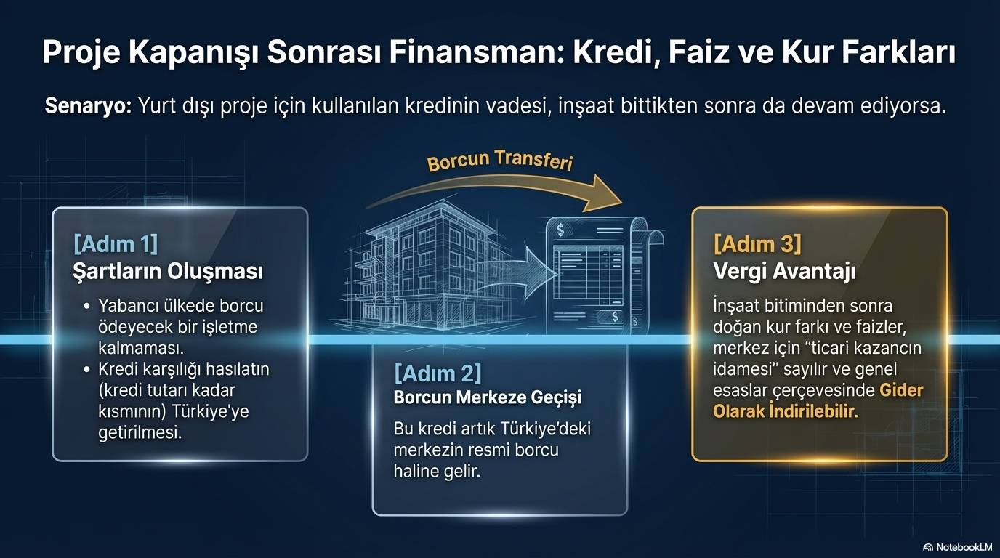 Proje Kapanışı Sonrası Finansman: Kredi, Faiz ve Kur Farkları
Senaryo: Yurt dışı proje için kullanılan kredinin vadesi, inşaat bittikten sonra da devam ediyorsa.
Borcun Transferi
[Adım 1]
Şartların Oluşması
• Yabancı ülkede borcu
ödeyecek bir işletme
kalmaması.
• Kredi karşılığı hasılatın
(kredi tutarı kadar
kısmının) Türkiye'ye
getirilmesi.
$
$
$
[Adım 2]
Borcun Merkeze Geçişi
Bu kredi artık Türkiye'deki
merkezin resmi borcu
haline gelir.
[Adım 3]
Vergi Avantajı
İnşaat bitiminden sonra
doğan kur farkı ve faizler,
merkez için “ticari kazancın
idamesi” sayılır ve genel
esaslar çerçevesinde Gider
Olarak İndirilebilir.
NotebookLM